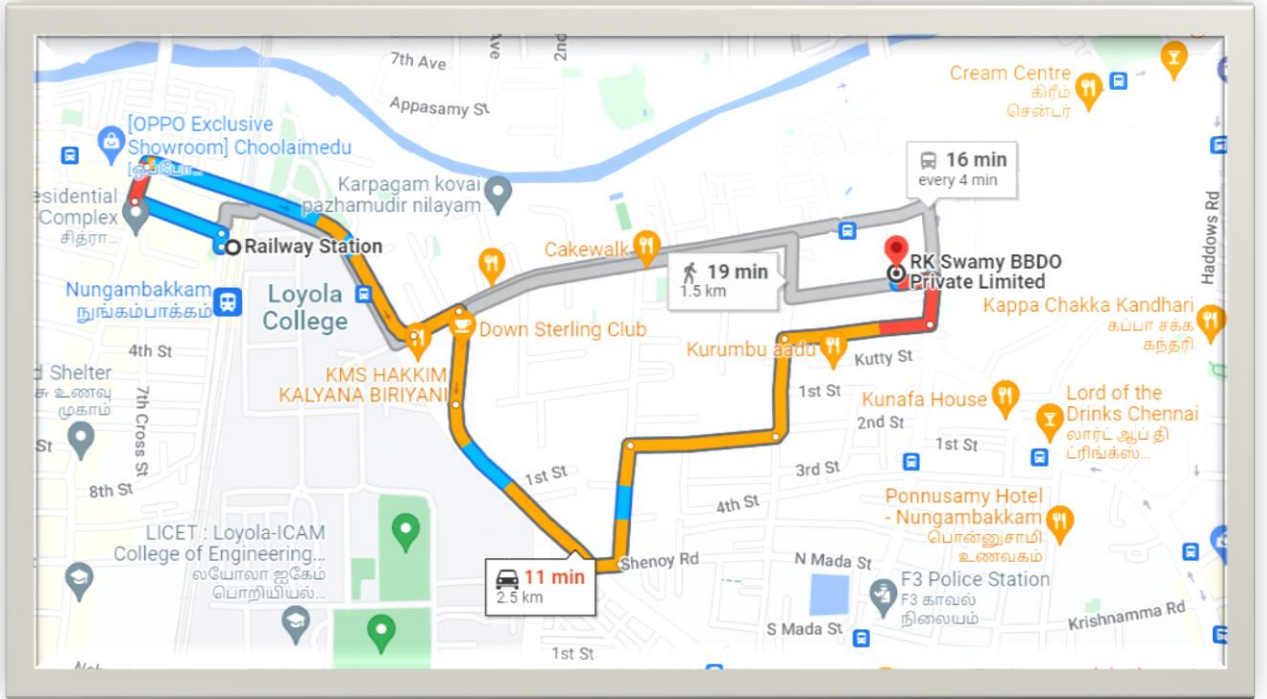 7th Ave
Ave
2nd
Appasamy St
Cream Centre
கிரீம்
சென்டர்
[OPPO Exclusive
Showroom] Choolaimedu
Karpagam kovai
pazhamudir nilayam
16 min
every 4 min
esidential
Complex
சித்ரா...
Railway Station
Cakewalk
19 min
1.5 km
RK Swamy BBDO
Private Limited
Haddows Rd
Nungambakkam
நுங்கம்பாக்கம்
Loyola
College
Down Sterling Club
Kappa Chakka Kandhari
கப்பா சக்க
கந்தரி
4th St
Kurumbu aadu
Kutty St
KMS HAKKIM
KALYANA BIRIYANI
d Shelter
சு உணவு
முகாம்
7th Cross St
1st St
Kunafa House
Lord of the
Drinks Chennai
லார்ட் ஆப் தி
ட்ரிங்க்ஸ்...
2nd St
1st St
St
8th St
1st St
3rd St
4th St
Ponnusamy Hotel
- Nungambakkam
பொன்னுசாமி
உணவகம்
LICET : Loyola-ICAM
College of Engineering...
லயோலா ஐகேம்
பொறியியல்...
11 min
2.5 km
Shenoy Rd
N Mada St
F3 Police Station
F3 காவல்
நிலையம்
S Mada St
Krishnamma Rd
1st St